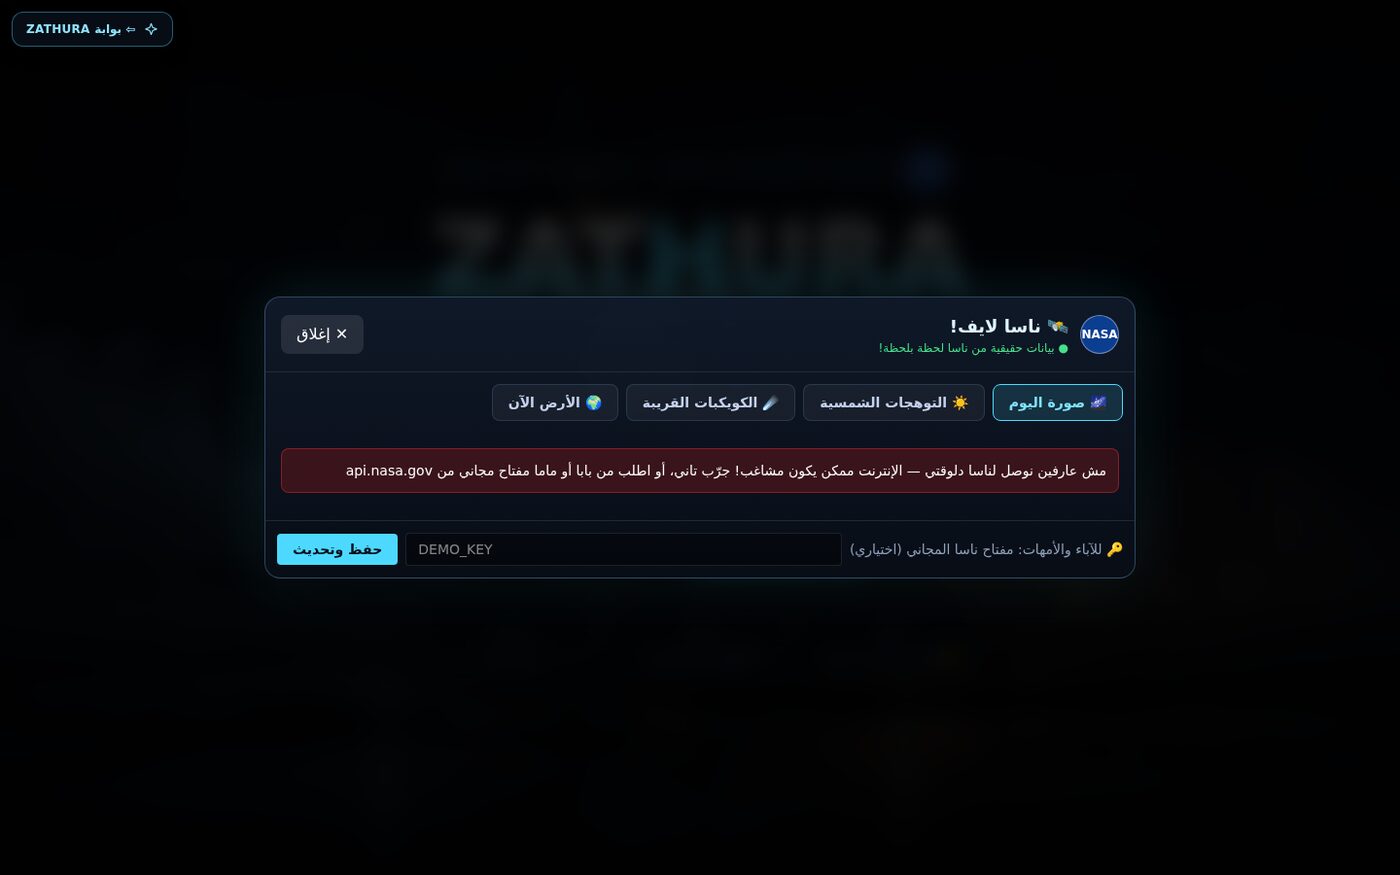 ⇦ بوابة ZATHURA
ZATHURA
NASA
🛰️ ناسا لايف!
● بيانات حقيقية من ناسا لحظة بلحظة!
✕ إغلاق
🌌 صورة اليوم
☀️ التوهجات الشمسية
☄️ الكويكبات القريبة
🌍 الأرض الآن
مش عارفين نوصل لناسا دلوقتي — الإنترنت ممكن يكون مشاغب! جرّب تاني، أو اطلب من بابا أو ماما مفتاح مجاني من api.nasa.gov
🔑 للآباء والأمهات: مفتاح ناسا المجاني (اختياري)
DEMO_KEY
حفظ وتحديث